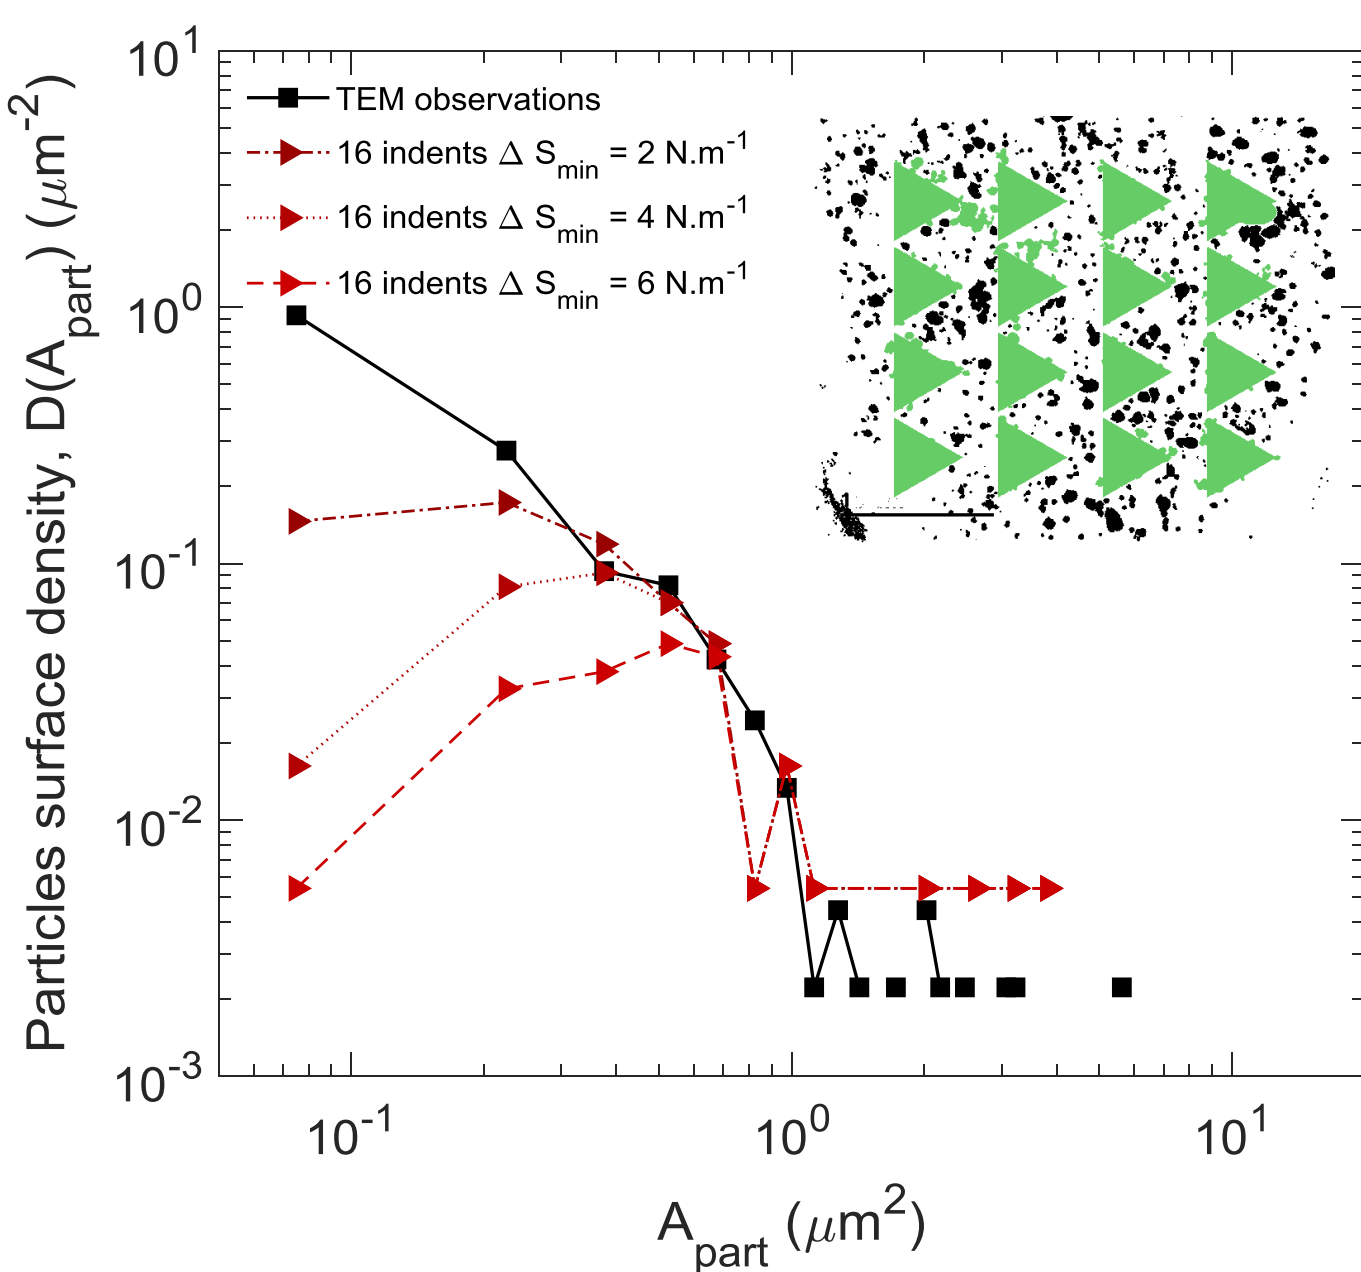 10^1
10^0
10^-1
10^-2
10^-3
Particles surface density, D(A_part) (μm^-2)
TEM observations
16 indents Δ S_min = 2 N.m^-1
16 indents Δ S_min = 4 N.m^-1
16 indents Δ S_min = 6 N.m^-1
10^-1
10^0
10^1
A_part (μm^2)